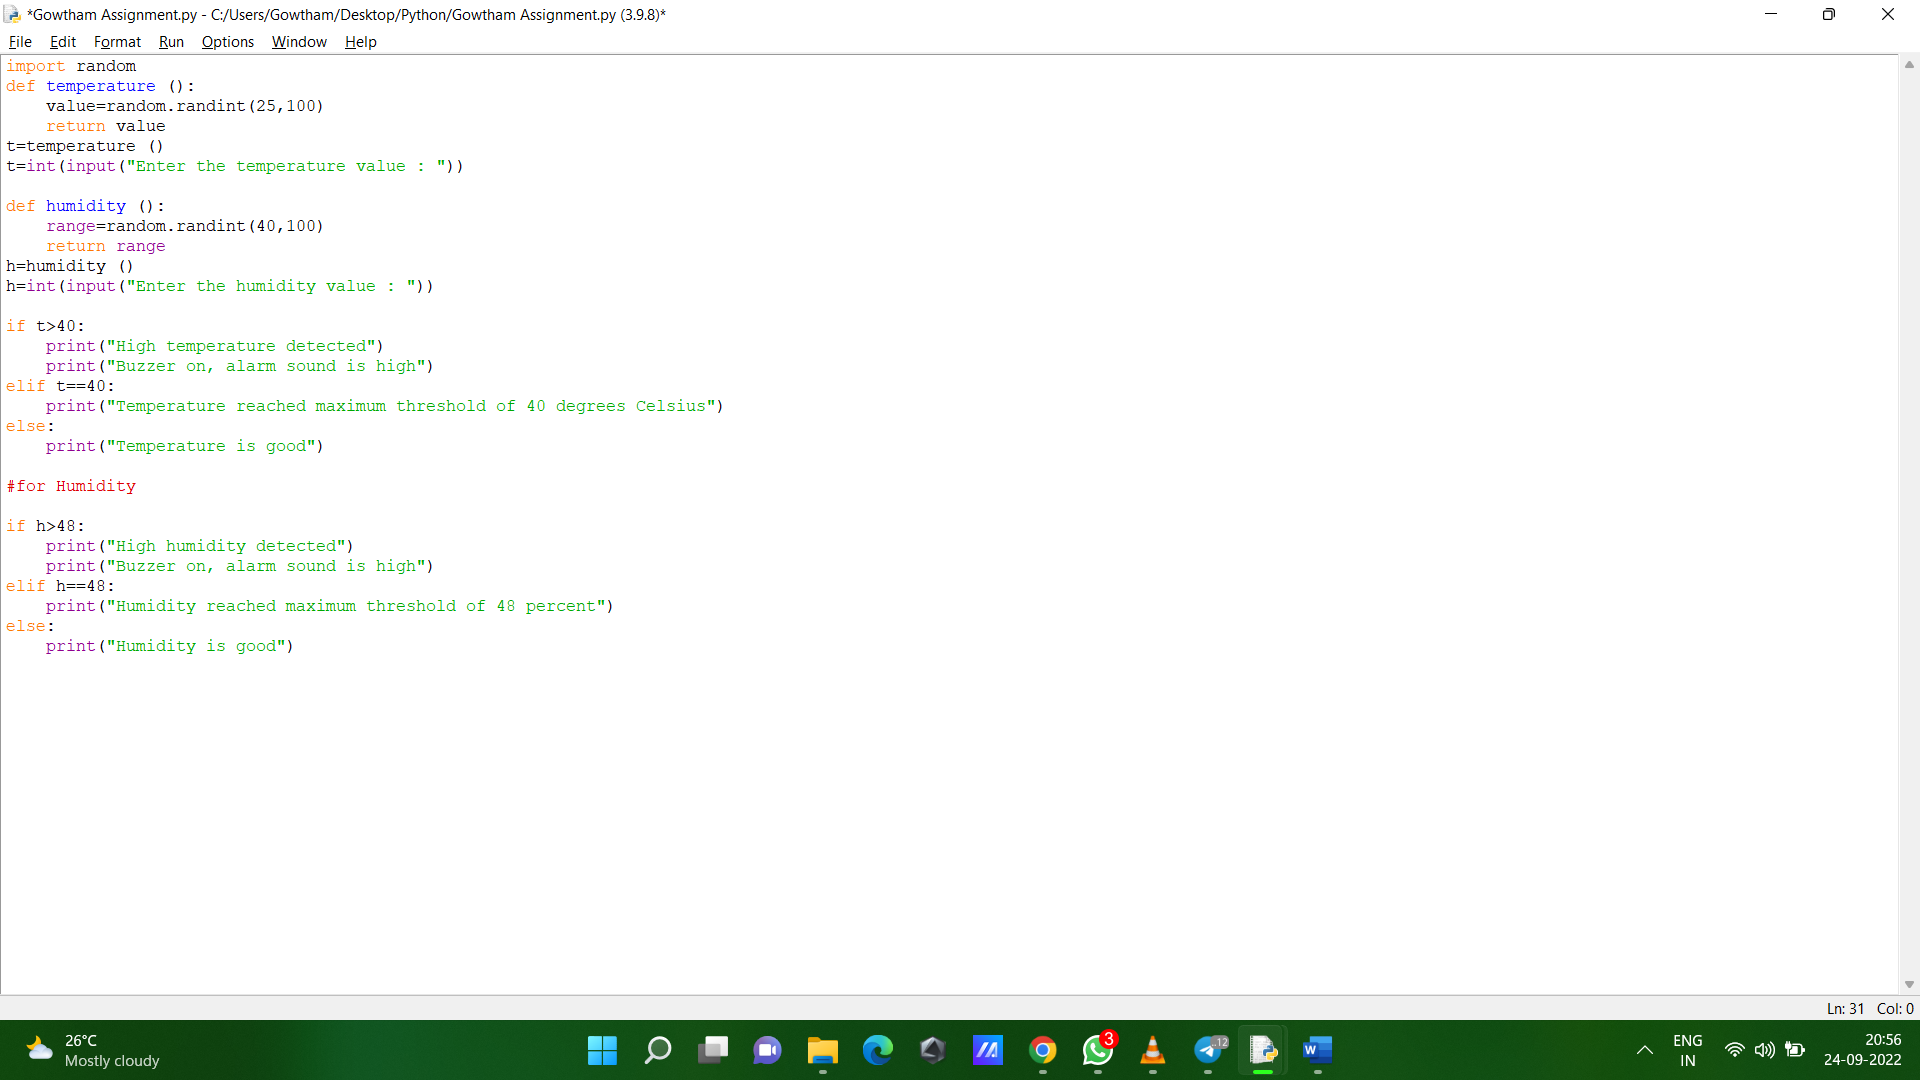 *Gowtham Assignment.py - C:/Users/Gowtham/Desktop/Python/Gowtham Assignment.py (3.9.8)*
File Edit Format Run Options Window Help
import random
def temperature ():
    value=random.randint(25,100)
    return value
t=temperature ()
t=int(input("Enter the temperature value : "))

def humidity ():
    range=random.randint(40,100)
    return range
h=humidity ()
h=int(input("Enter the humidity value : "))

if t>40:
    print("High temperature detected")
    print("Buzzer on, alarm sound is high")
elif t==40:
    print("Temperature reached maximum threshold of 40 degrees Celsius")
else:
    print("Temperature is good")

#for Humidity

if h>48:
    print("High humidity detected")
    print("Buzzer on, alarm sound is high")
elif h==48:
    print("Humidity reached maximum threshold of 48 percent")
else:
    print("Humidity is good")
Ln: 31 Col: 0
26°C
Mostly cloudy
3
12
W
ENG
IN
20:56
24-09-2022